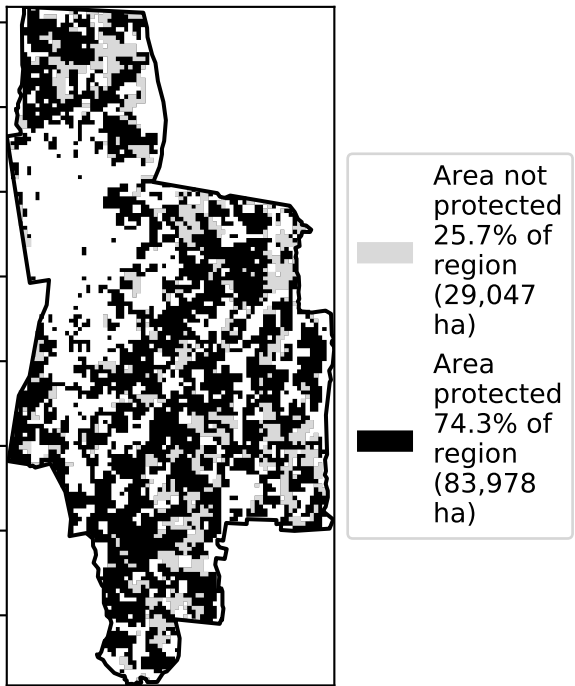 Area not
protected
25.7% of
region
(29,047
ha)
Area
protected
74.3% of
region
(83,978
ha)